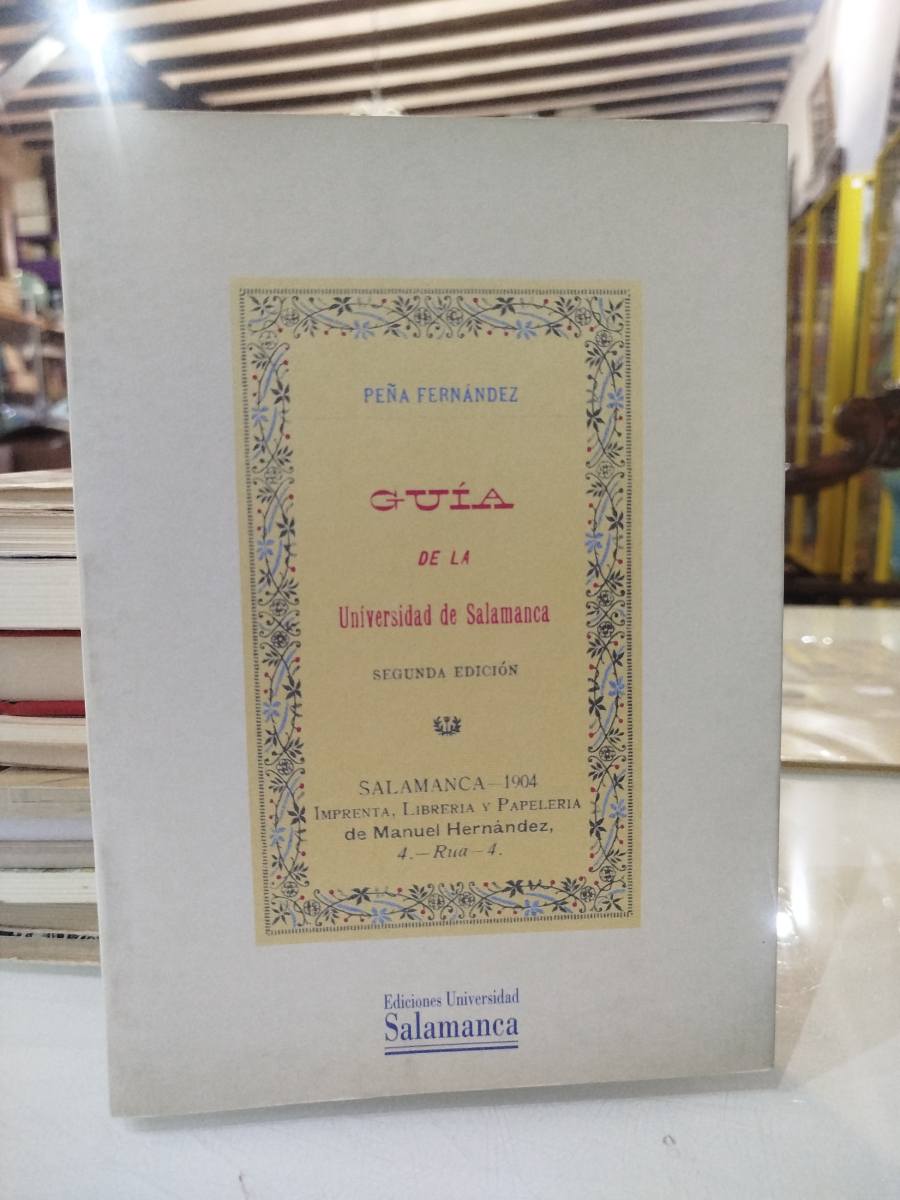 PEÑA FERNÁNDEZ
GUÍA
DE LA
Universidad de Salamanca
SEGUNDA EDICIÓN
SALAMANCA—1904
IMPRENTA, LIBRERIA Y PAPELERIA
de Manuel Hernández,
4.—Rua—4.
Ediciones Universidad
Salamanca